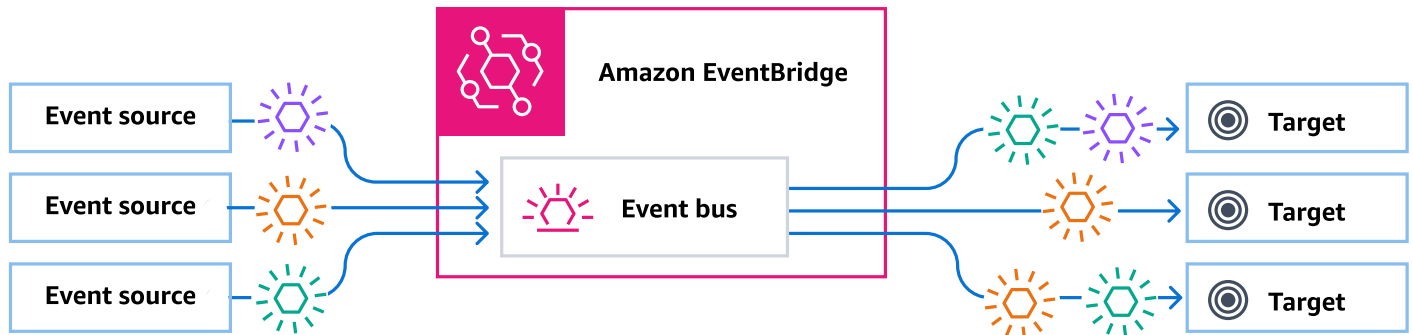 Amazon EventBridge
Event source
Event source
Event source
Event bus
Target
Target
Target